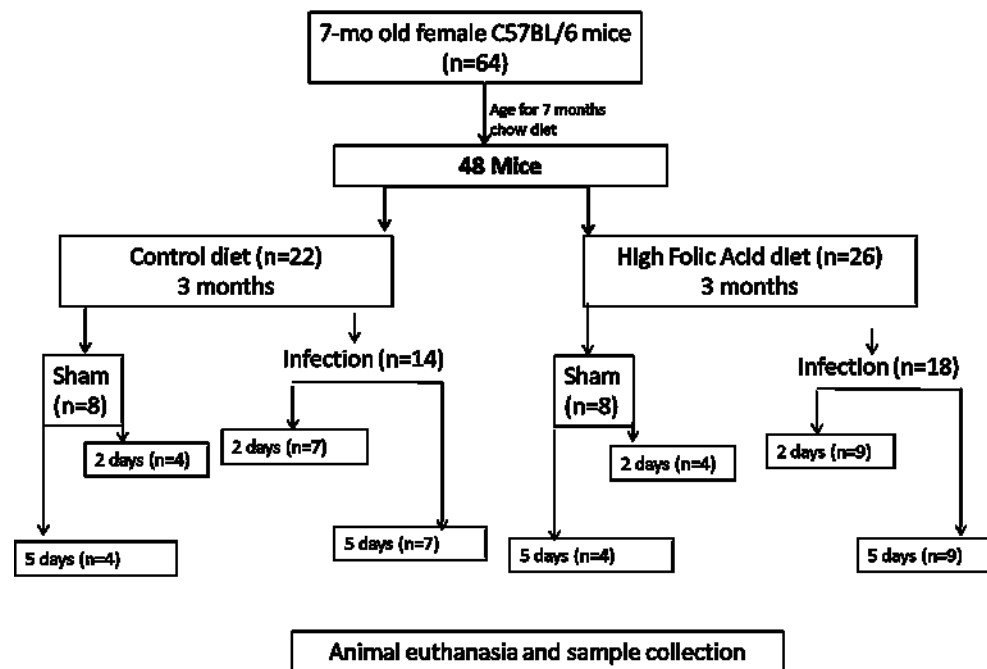 7-mo old female C57BL/6 mice
(n=64)
Age for 7 months
chow diet
48 Mice
Control diet (n=22)
3 months
High Folic Acid diet (n=26)
3 months
Sham
(n=8)
Infection (n=14)
Sham
(n=8)
Infection (n=18)
2 days (n=4)
2 days (n=7)
2 days (n=4)
2 days (n=9)
5 days (n=4)
5 days (n=7)
5 days (n=4)
5 days (n=9)
Animal euthanasia and sample collection